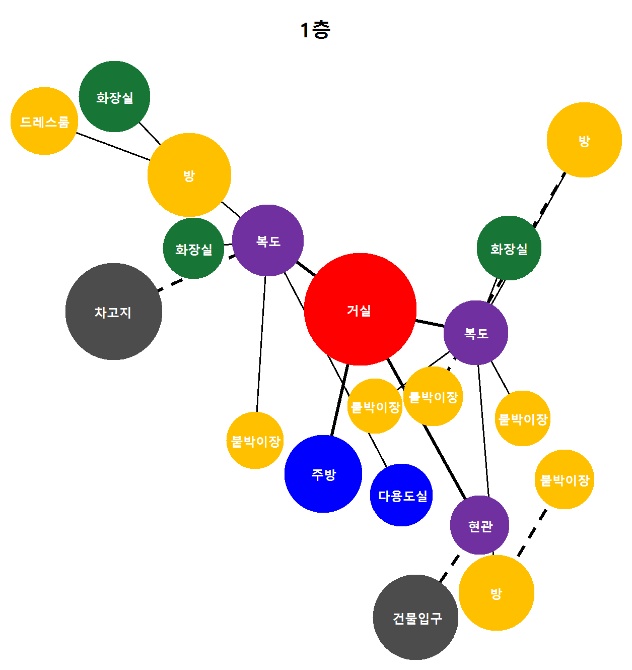 1층
화장실
드레스룸
방
방
화장실
복도
화장실
차고지
거실
복도
붙박이장
붙박이장
붙박이장
붙박이장
주방
다용도실
붙박이장
현관
방
건물입구